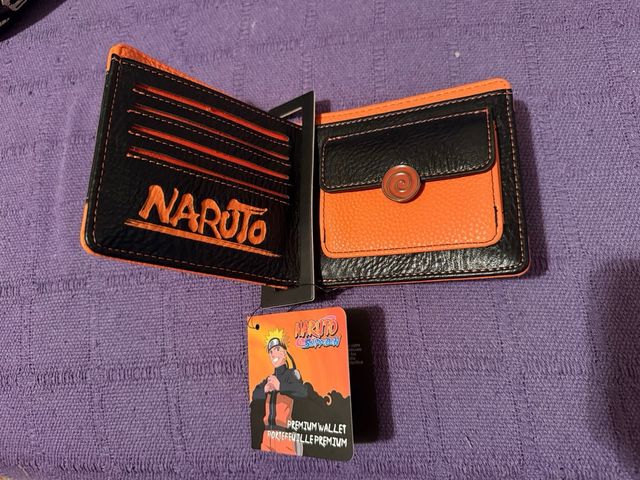 NARUTO
NARUTO
SHIPPUDEN
PREMIUM WALLET
PORTEFEUILLE PREMIUM